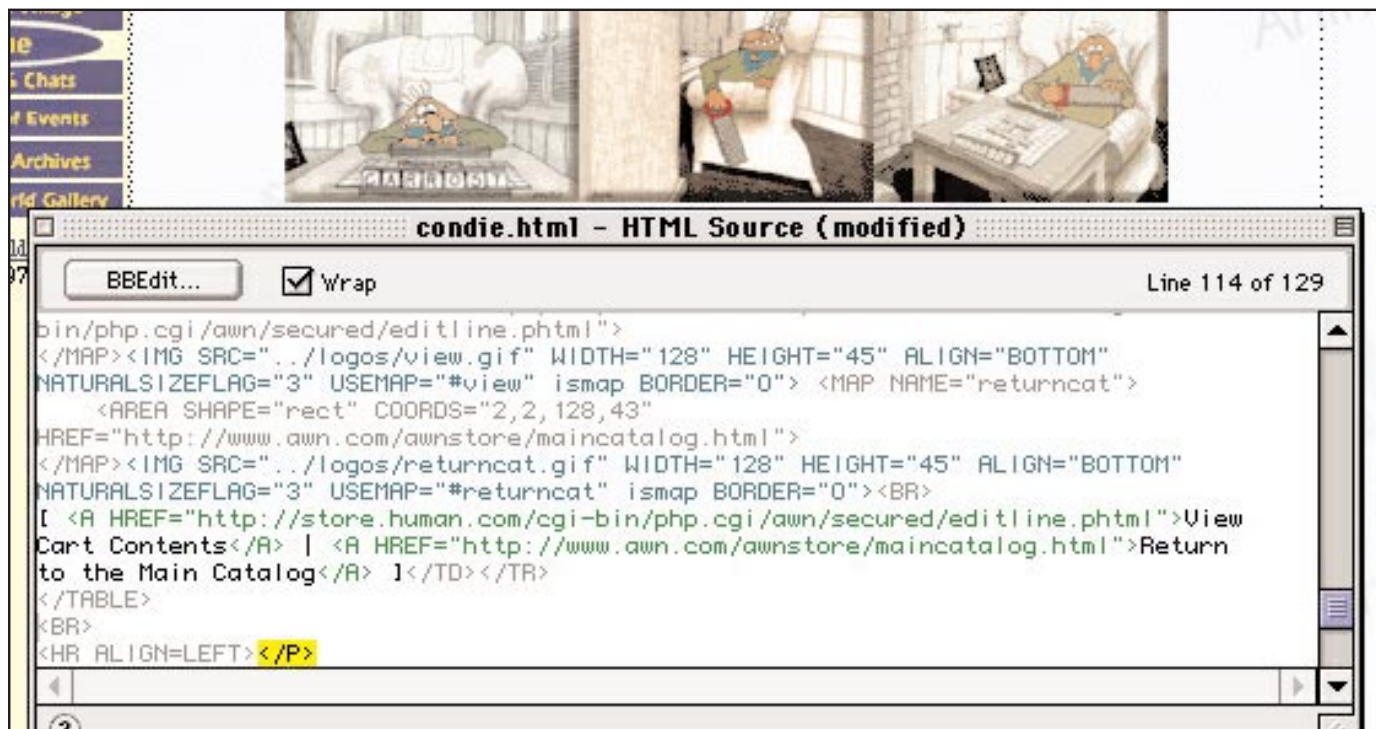 & Chats
of Events
Archives
Gallery
CARROST
condie.html - HTML Source (modified)
BBEdit...
Wrap
Line 114 of 129
bin/php.cgi/awn/secured/editline.phtml">
</MAP><IMG SRC="../logos/view.gif" WIDTH="128" HEIGHT="45" ALIGN="BOTTOM"
NATURALSIZEFLAG="3" USEMAP="#view" ismap BORDER="0"> <MAP NAME="returncat">
<AREA SHAPE="rect" COORDS="2,2,128,43"
HREF="http://www.awn.com/awnstore/maincatalog.html">
</MAP><IMG SRC="../logos/returncat.gif" WIDTH="128" HEIGHT="45" ALIGN="BOTTOM"
NATURALSIZEFLAG="3" USEMAP="#returncat" ismap BORDER="0"><BR>
[ <A HREF="http://store.human.com/cgi-bin/php.cgi/awn/secured/editline.phtml">View
Cart Contents</A> | <A HREF="http://www.awn.com/awnstore/maincatalog.html">Return
to the Main Catalog</A> ]</TD></TR>
</TABLE>
<BR>
<HR ALIGN=LEFT></P>